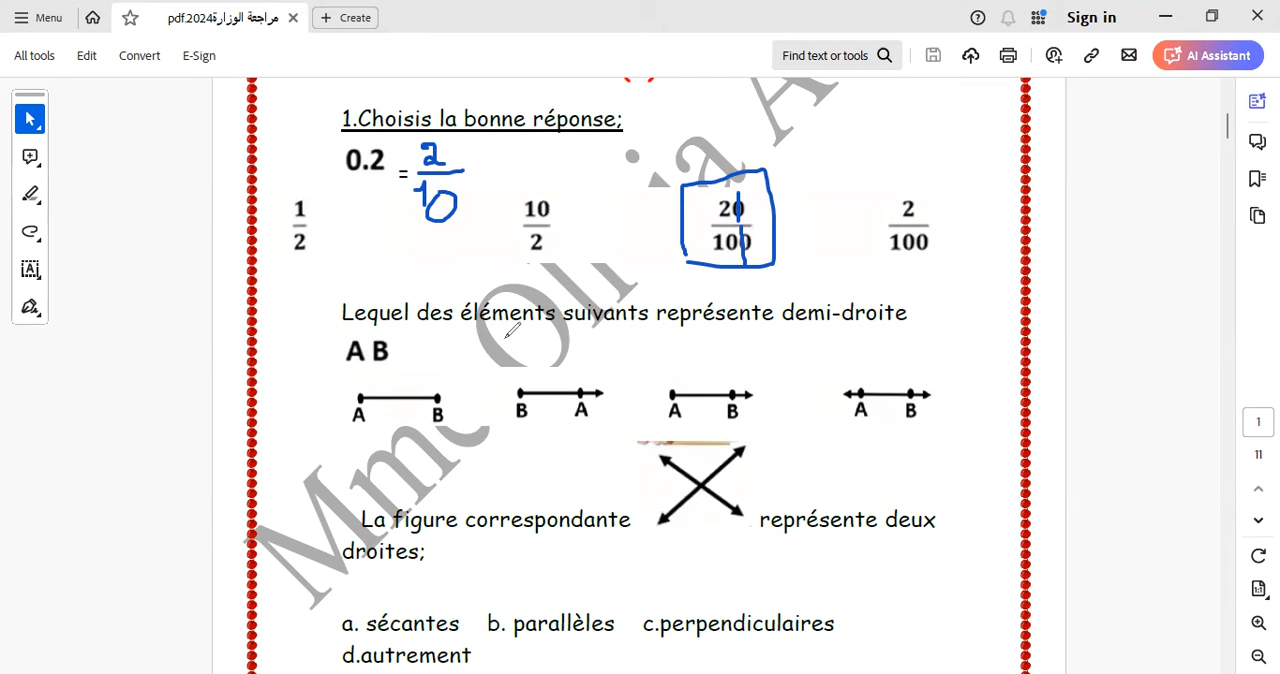 Menu
مراجعة الوزارة2024.pdf
Create
Sign in
All tools Edit Convert E-Sign
Find text or tools
AI Assistant
1.Choisis la bonne réponse;
0.2 = 2/10
1/2 10/2 20/100 2/100
Lequel des éléments suivants représente demi-droite
A B
A B B A A B A B
La figure correspondante représente deux
droites;
a. sécantes b. parallèles c.perpendiculaires
d.autrement
1
11